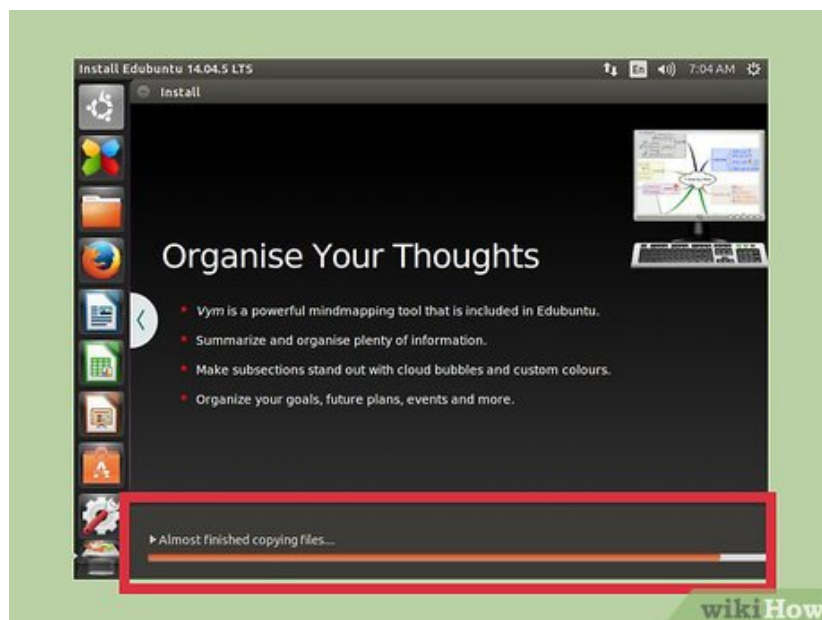 Install Edubuntu 14.04.5 LTS
En
7:04 AM
Install
Organise Your Thoughts
Vym is a powerful mindmapping tool that is included in Edubuntu.
Summarize and organise plenty of information.
Make subsections stand out with cloud bubbles and custom colours.
Organize your goals, future plans, events and more.
Almost finished copying files...
wikiHow